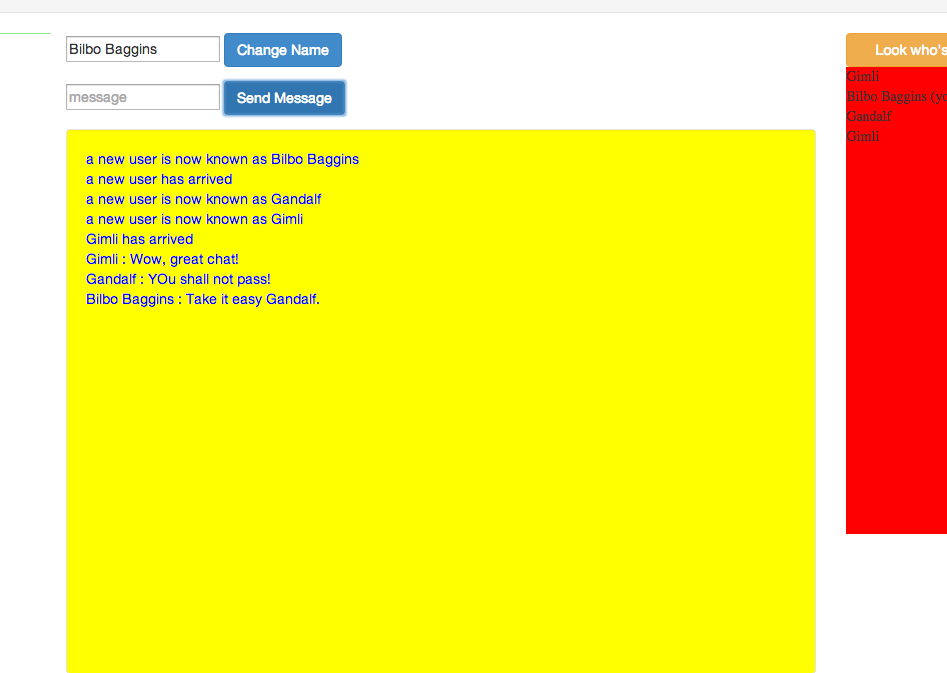 Bilbo Baggins
Change Name
message
Send Message
a new user is now known as Bilbo Baggins
a new user has arrived
a new user is now known as Gandalf
a new user is now known as Gimli
Gimli has arrived
Gimli : Wow, great chat!
Gandalf : YOu shall not pass!
Bilbo Baggins : Take it easy Gandalf.
Look who's
Gimli
Bilbo Baggins
Gandalf
Gimli